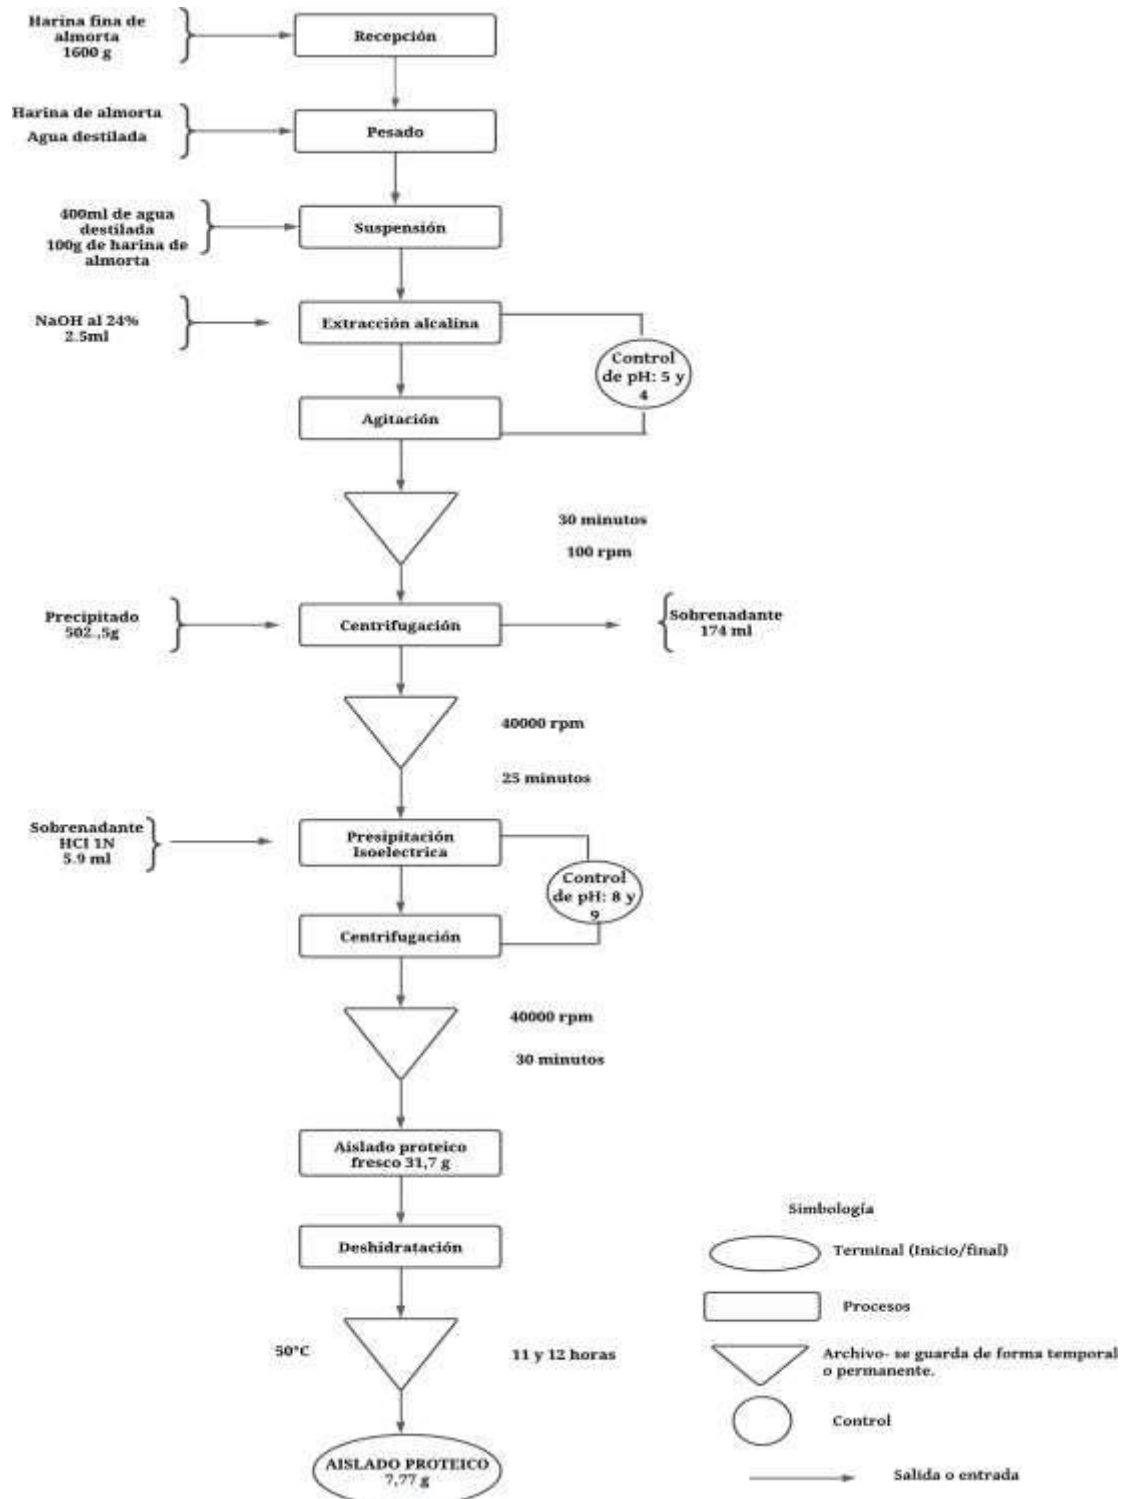 Harina fina de
almorta
1600 g
Recepción
Harina de almorta
Agua destilada
Pesado
400ml de agua
destilada
100g de harina de
almorta
Suspensión
NaOH al 24%
2.5ml
Extracción alcalina
Control
de pH: 5 y
4
Agitación
30 minutos
100 rpm
Precipitado
502.,5g
Centrifugación
Sobrenadante
174 ml
40000 rpm
25 minutos
Sobrenadante
HCl 1N
5.9 ml
Presipitación
Isoelectrica
Control
de pH: 8 y
9
Centrifugación
40000 rpm
30 minutos
Aislado proteico
fresco 31,7 g
Deshidratación
50°C
11 y 12 horas
AISLADO PROTEICO
7,77 g
Simbología
Terminal (Inicio/final)
Procesos
Archivo- se guarda de forma temporal
o permanente.
Control
Salida o entrada